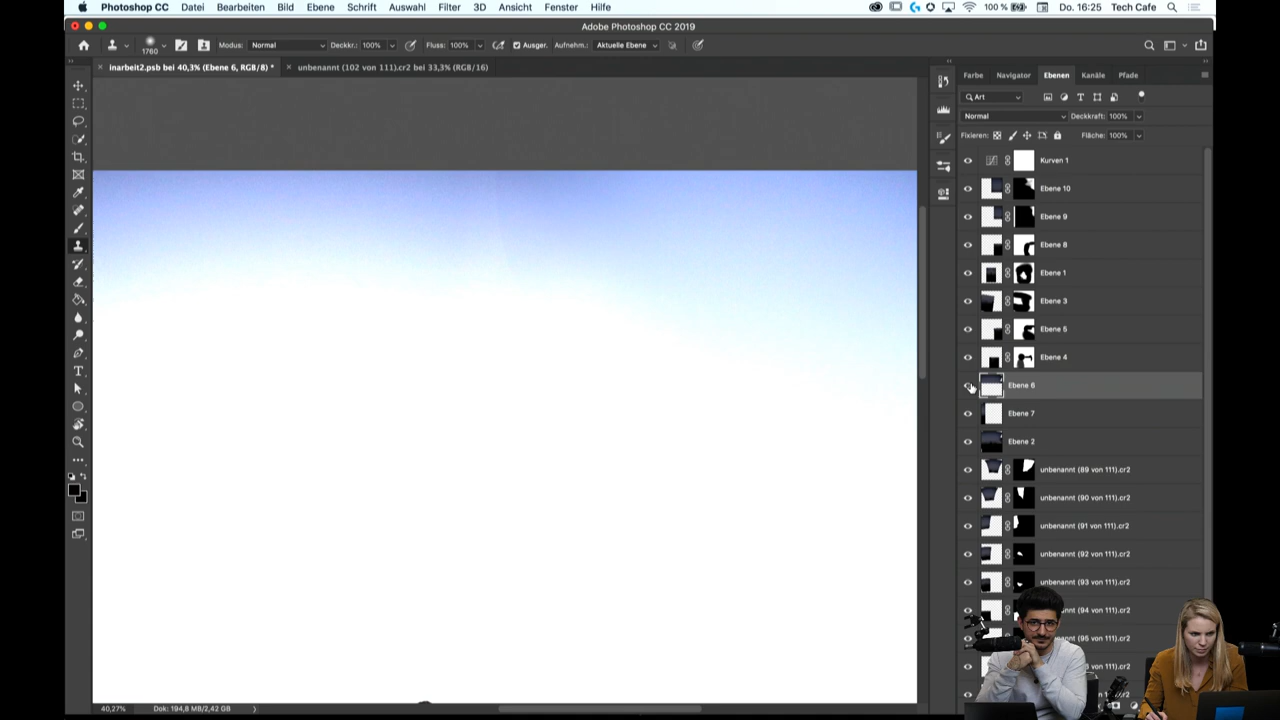 Photoshop CC Datei Bearbeiten Bild Ebene Schrift Auswahl Filter 3D Ansicht Fenster Hilfe 100 % Do. 16:25 Tech Cafe
Adobe Photoshop CC 2019
1760 Modus: Normal Deckkr.: 100% Fluss: 100% Ausger. Aufnehm.: Aktuelle Ebene
inarbeit2.psb bei 40,3% (Ebene 6, RGB/8) * unbenannt (102 von 111).cr2 bei 33,3% (RGB/16)
Farbe Navigator Ebenen Kanäle Pfade
Art
Normal Deckkraft: 100%
Fixieren: Fläche: 100%
Kurven 1
Ebene 10
Ebene 9
Ebene 8
Ebene 1
Ebene 3
Ebene 5
Ebene 4
Ebene 6
Ebene 7
Ebene 2
unbenannt (89 von 111).cr2
unbenannt (90 von 111).cr2
unbenannt (91 von 111).cr2
unbenannt (92 von 111).cr2
unbenannt (93 von 111).cr2
(94 von 111).cr2
(95 von 111).cr2
von 111).cr2
40,27% Dok: 194,8 MB/2,42 GB